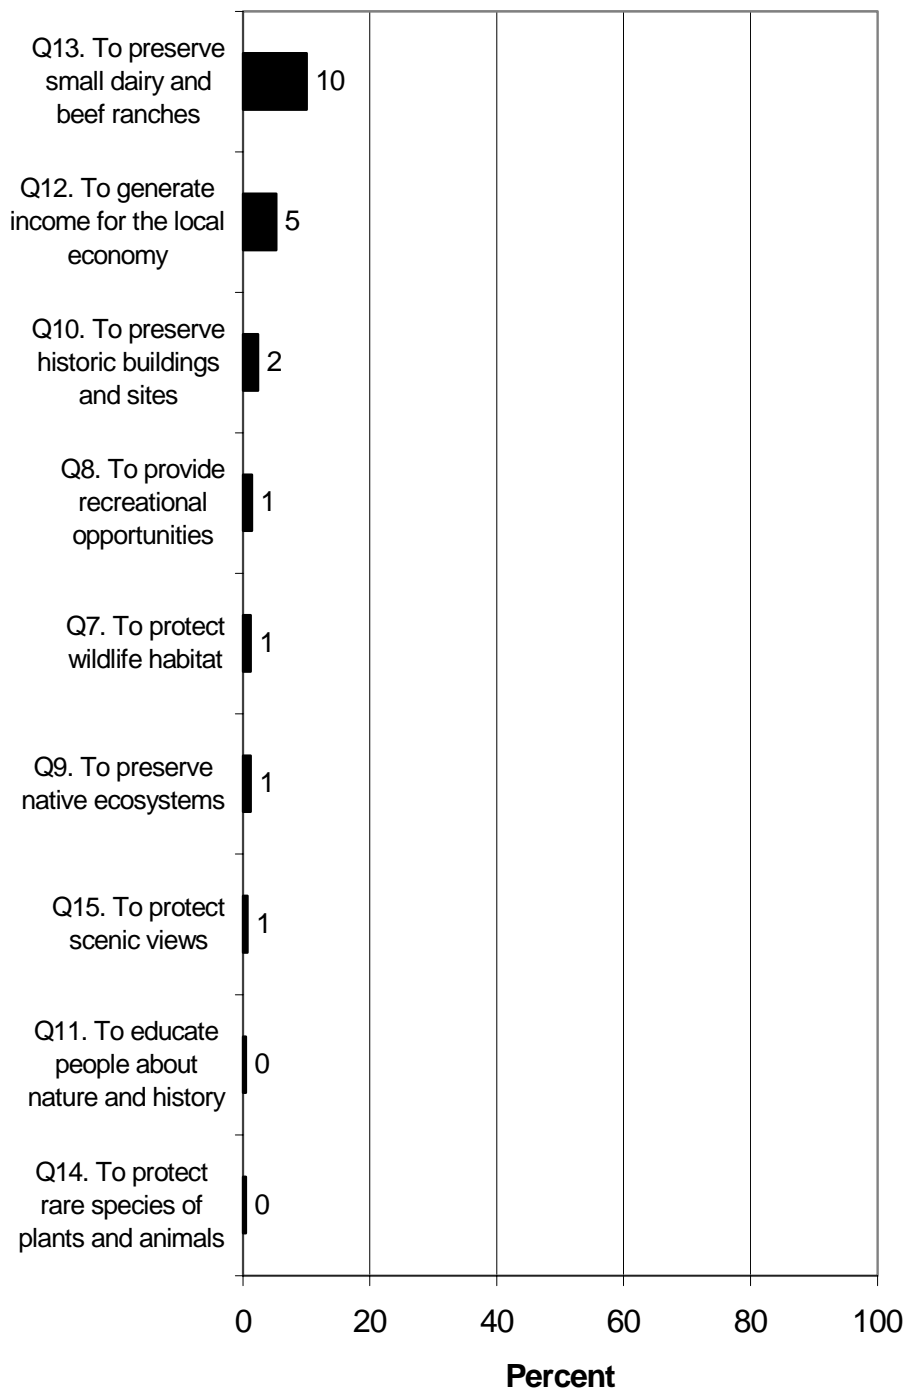 Q13. To preserve
small dairy and
beef ranches
10
Q12. To generate
income for the local
economy
5
Q10. To preserve
historic buildings
and sites
2
Q8. To provide
recreational
opportunities
1
Q7. To protect
wildlife habitat
1
Q9. To preserve
native ecosystems
1
Q15. To protect
scenic views
1
Q11. To educate
people about
nature and history
0
Q14. To protect
rare species of
plants and animals
0
0 20 40 60 80 100
Percent